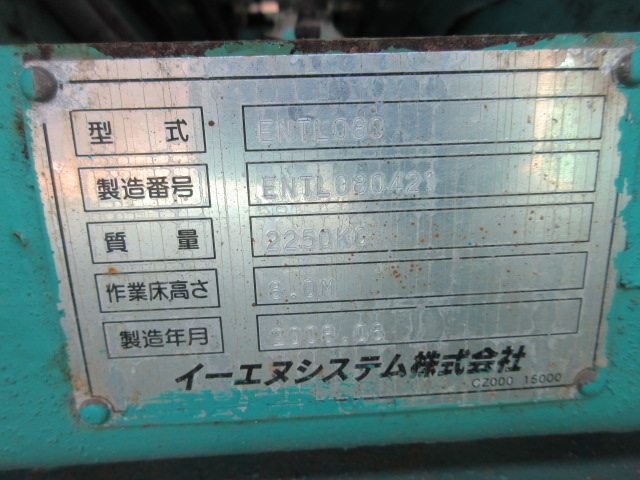 型 式 ENTL080
製造番号 ENTL080421
質 量 2250KG
作業床高さ 8.0M
製造年月 2008.06
イーエヌシステム株式会社
CZ000 15000